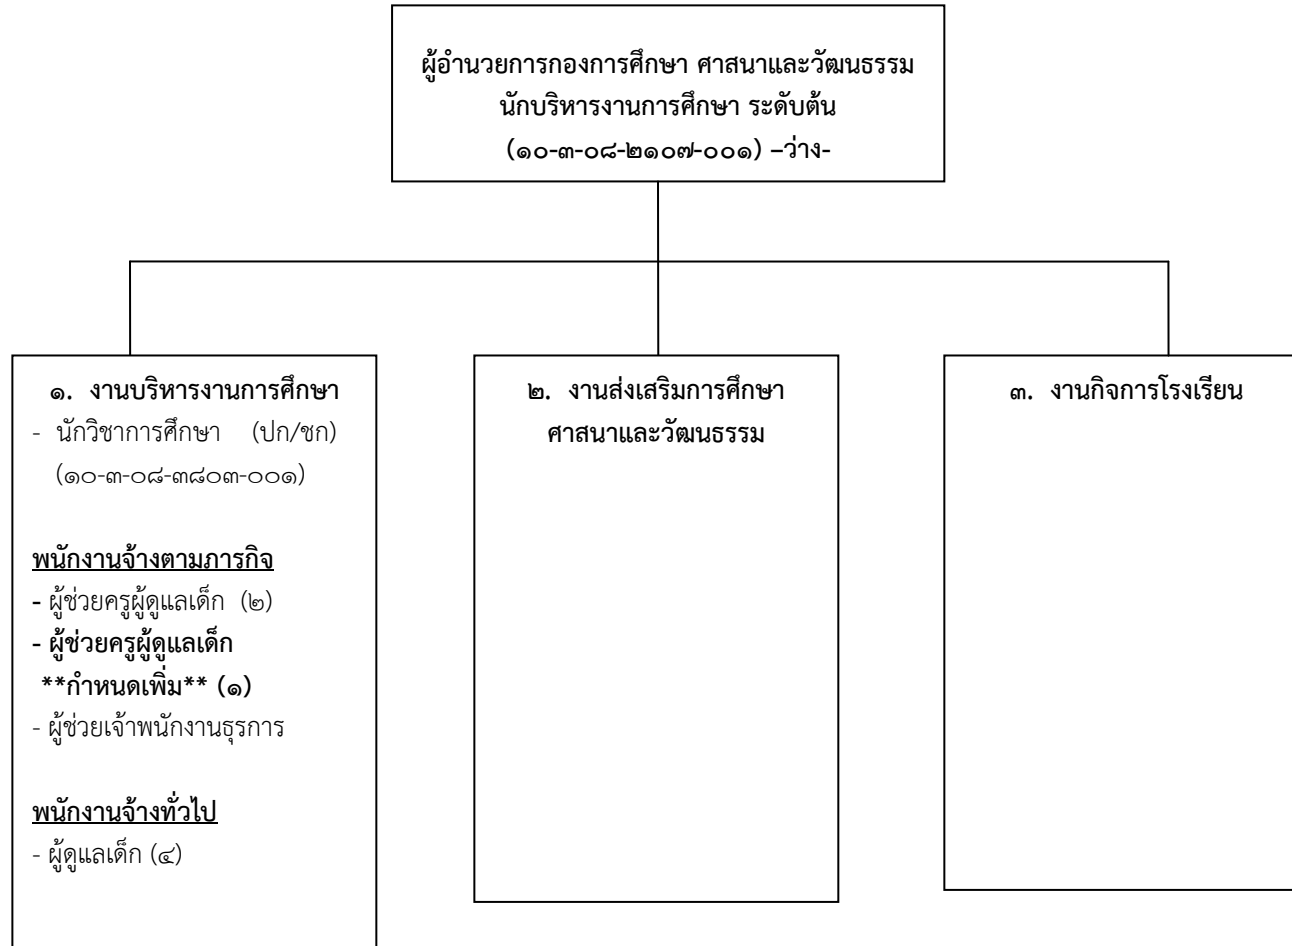 ผู้อำนวยการกองการศึกษา ศาสนาและวัฒนธรรม
นักบริหารงานการศึกษา ระดับต้น
(๑๐-๓-๐๘-๒๑๐๗-๐๐๑) –ว่าง-
๑. งานบริหารงานการศึกษา
- นักวิชาการศึกษา (ปก/ชก)
(๑๐-๓-๐๘-๓๘๐๓-๐๐๑)
พนักงานจ้างตามภารกิจ
- ผู้ช่วยครูผู้ดูแลเด็ก (๒)
- ผู้ช่วยครูผู้ดูแลเด็ก
**กำหนดเพิ่ม** (๑)
- ผู้ช่วยเจ้าพนักงานธุรการ
พนักงานจ้างทั่วไป
- ผู้ดูแลเด็ก (๔)
๒. งานส่งเสริมการศึกษา
ศาสนาและวัฒนธรรม
๓. งานกิจการโรงเรียน